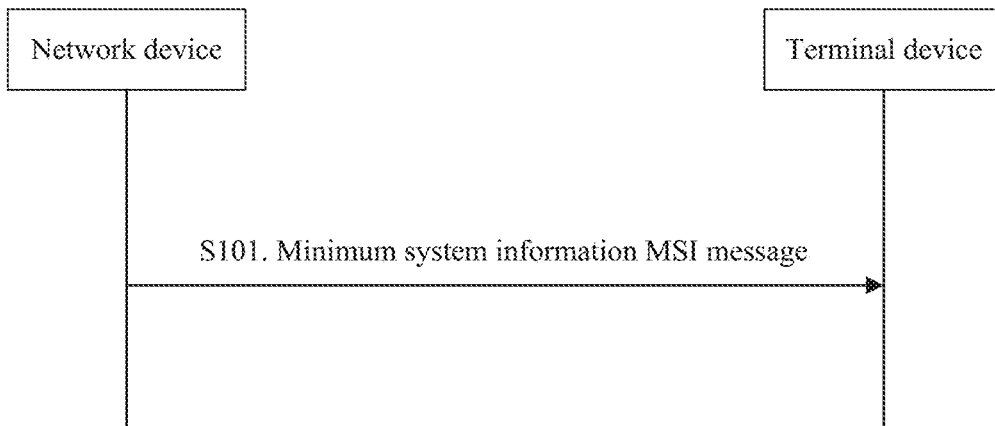 Network device
Terminal device
S101. Minimum system information MSI message